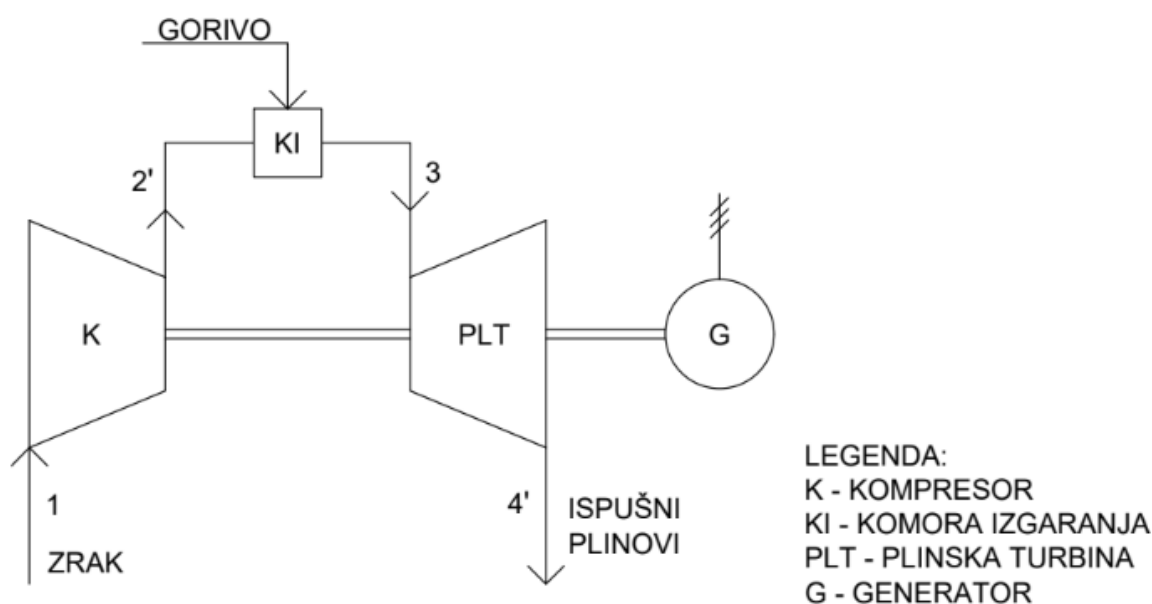 GORIVO
KI
2'
3
K
PLT
G
1
ZRAK
4'
ISPUŠNI
PLINOVI
LEGENDA:
K - KOMPRESOR
KI - KOMORA IZGARANJA
PLT - PLINSKA TURBINA
G - GENERATOR